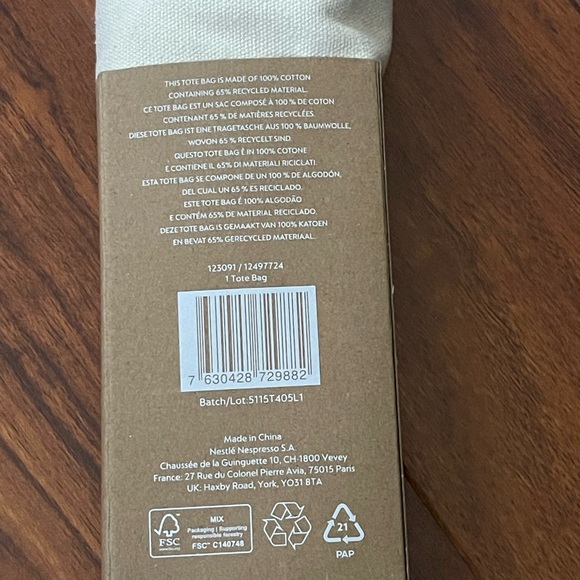 THIS TOTE BAG IS MADE OF 100% COTTON
CONTAINING 65% RECYCLED MATERIAL.
CE TOTE BAG EST UN SAC COMPOSÉ À 100 % DE COTON
CONTENANT 65 % DE MATIÈRES RECYCLÉES.
DIESE TOTE BAG IST EINE TRAGETASCHE AUS 100 % BAUMWOLLE,
WOVON 65 % RECYCELT SIND.
QUESTO TOTE BAG È IN 100% COTONE
E CONTIENE IL 65% DI MATERIALI RICICLATI.
ESTA TOTE BAG SE COMPONE DE UN 100 % DE ALGODÓN,
DEL CUAL UN 65 % ES RECICLADO.
ESTE TOTE BAG É 100% ALGODÃO
E CONTÉM 65% DE MATERIAL RECICLADO.
DEZE TOTE BAG IS GEMAAKT VAN 100% KATOEN
EN BEVAT 65% GERECYCLED MATERIAAL.
123091 / 12497724
1 Tote Bag
7 630428 729882
Batch/Lot:5115T405L1
Made in China
Nestlé Nespresso S.A.
Chaussée de la Guinguette 10, CH-1800 Vevey
France: 27 Rue du Colonel Pierre Avia, 75015 Paris
UK: Haxby Road, York, YO31 8TA
FSC
www.fsc.org
MIX
Packaging | Supporting
responsible forestry
FSC™ C140748
21
PAP